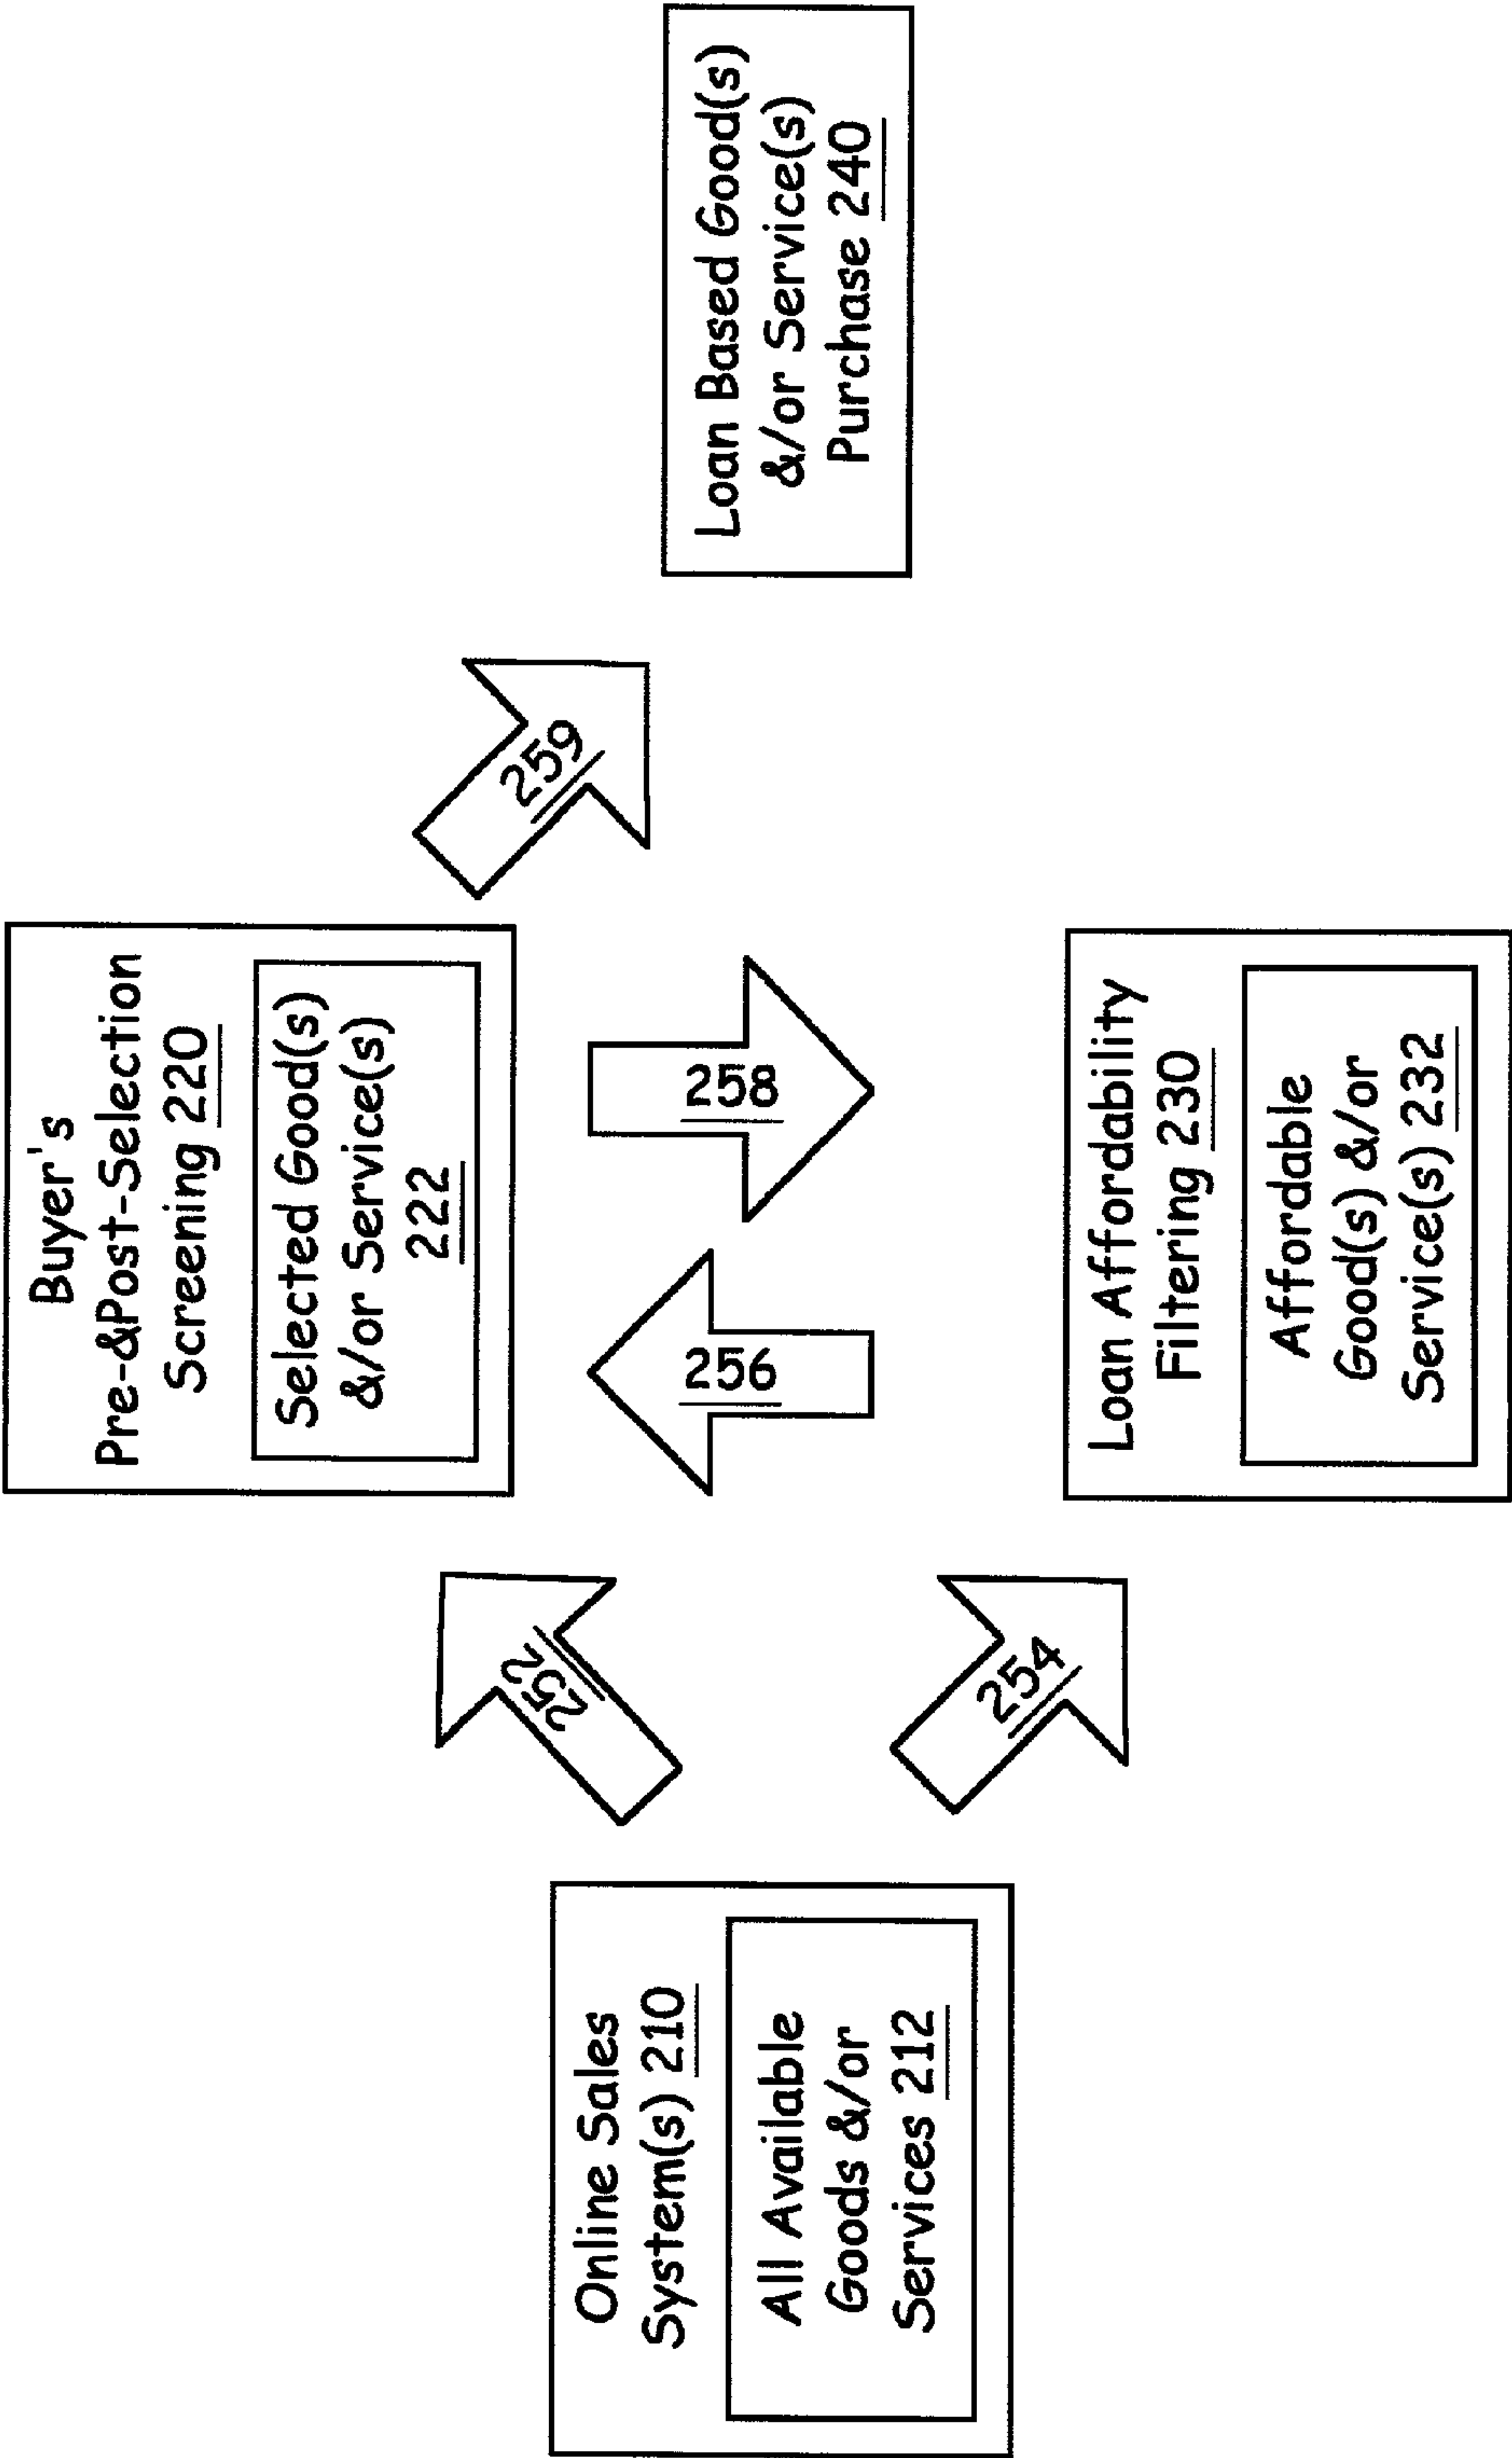 Online Sales
System(s) 210
All Available
Goods &/or
Services 212
252
254
Buyer's
Pre-&Post-Selection
Screening 220
Selected Good(s)
&/or Service(s)
222
256
258
Loan Affordability
Filtering 230
Affordable
Good(s) &/or
Service(s) 232
259
Loan Based Good(s)
&/or Service(s)
Purchase 240